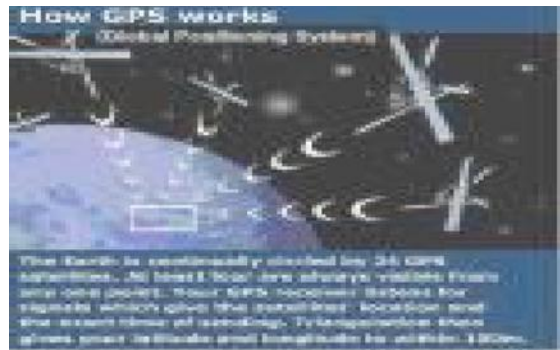 How GPS works
(Global Positioning System)
The Earth is continually circled by 24 GPS
satellites. At least four are always visible from
any one point. Your GPS receiver listens for
signals which give the satellites' location and
the exact time of sending. Triangulation then
gives your latitude and longitude to within 100m.